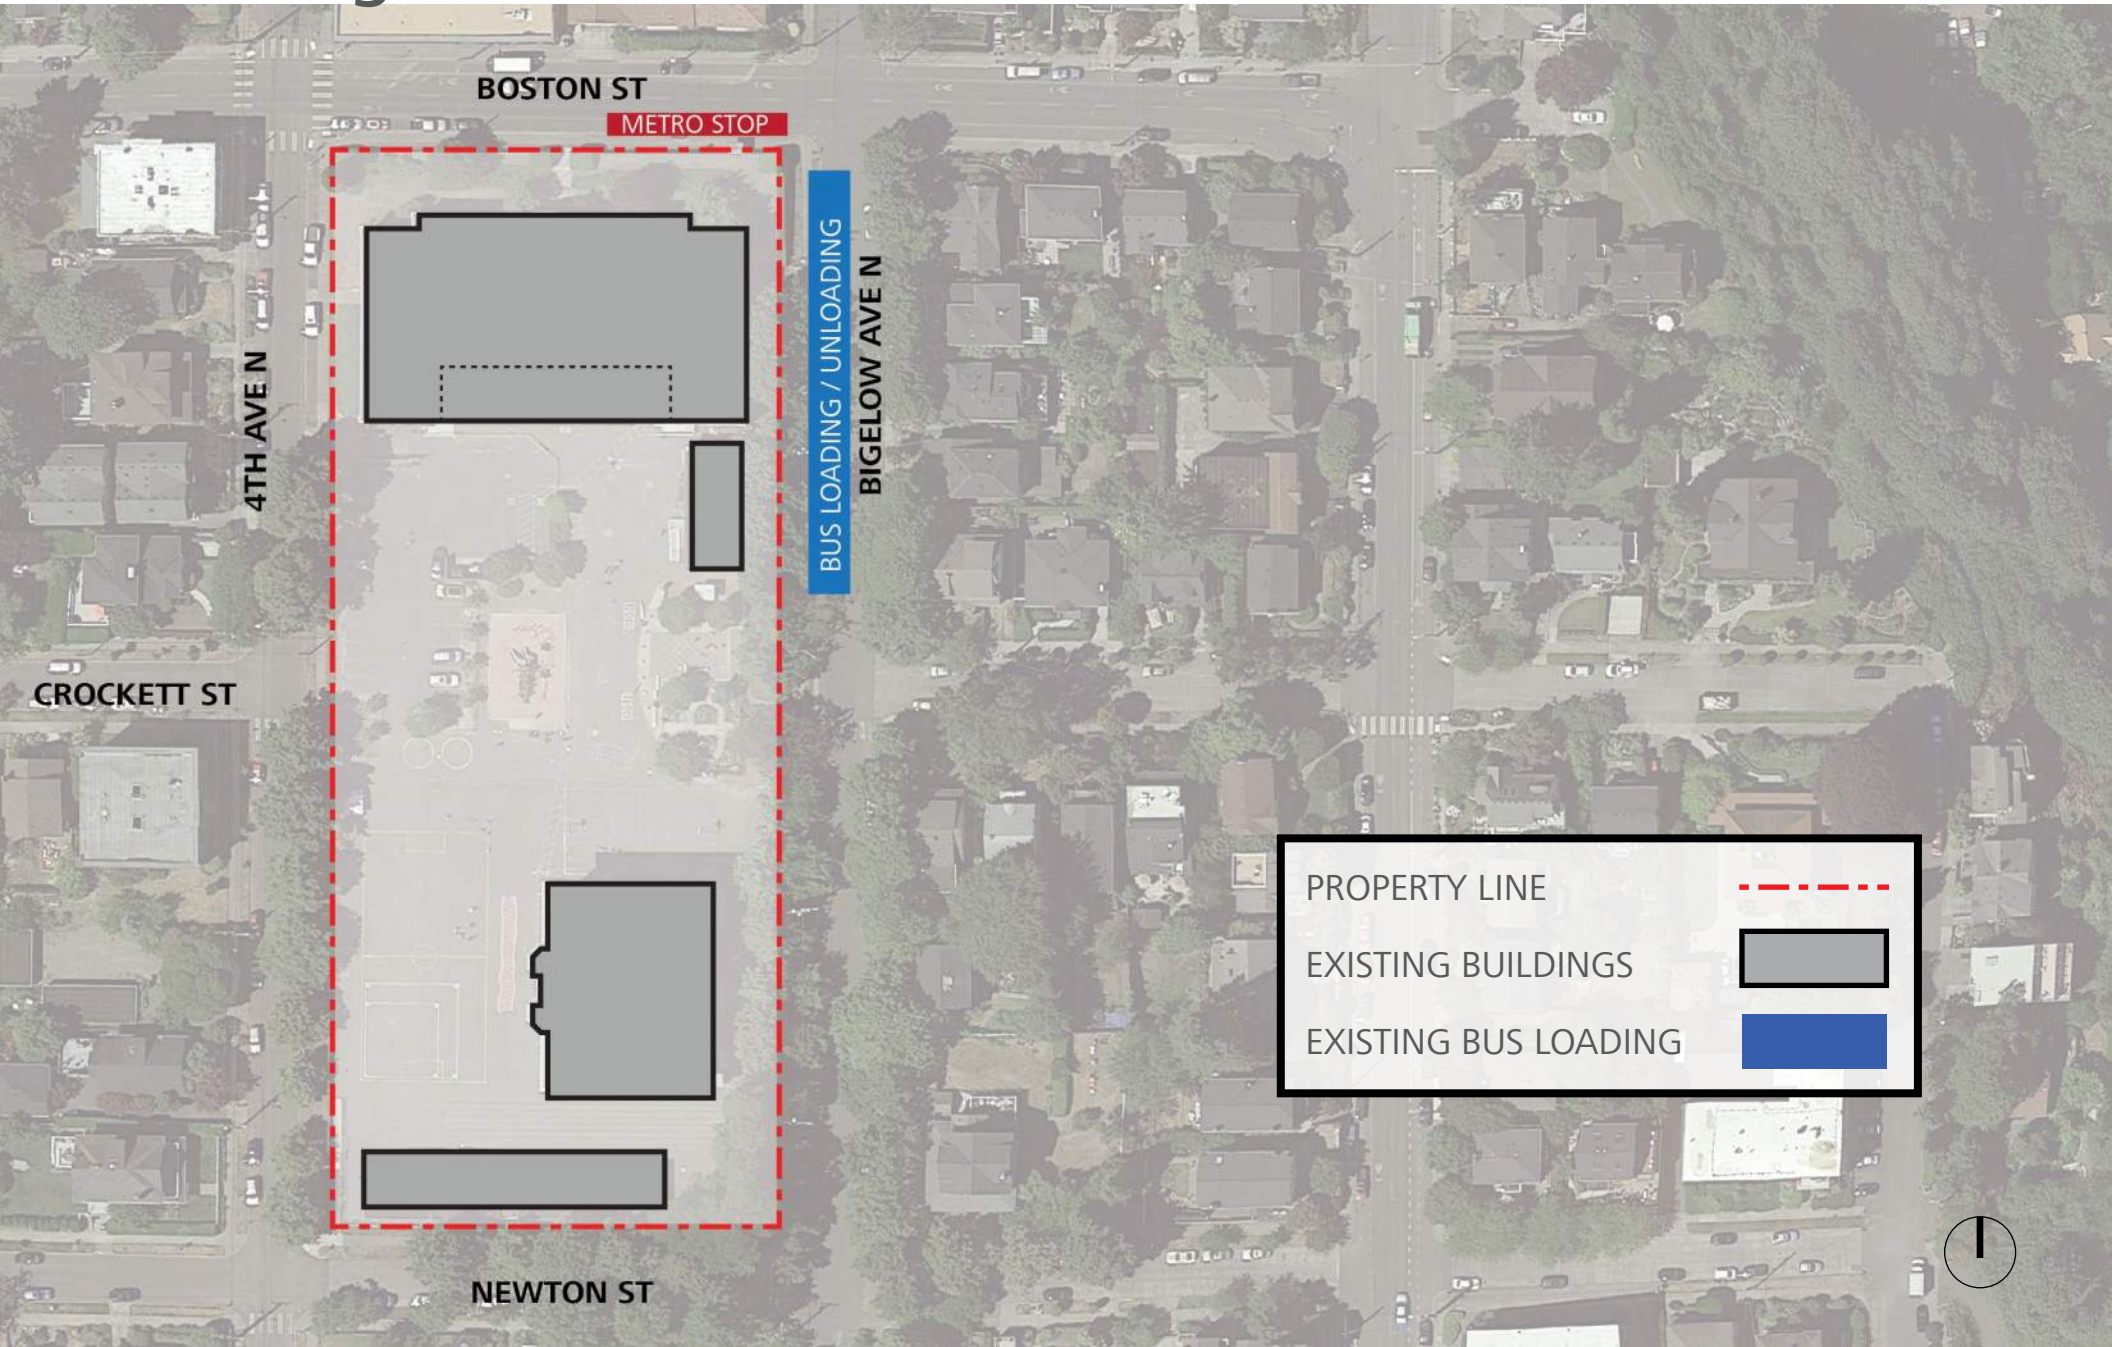 BOSTON ST
METRO STOP
BUS LOADING / UNLOADING
BIGELOW AVE N
4TH AVE N
CROCKETT ST
PROPERTY LINE
EXISTING BUILDINGS
EXISTING BUS LOADING
NEWTON ST